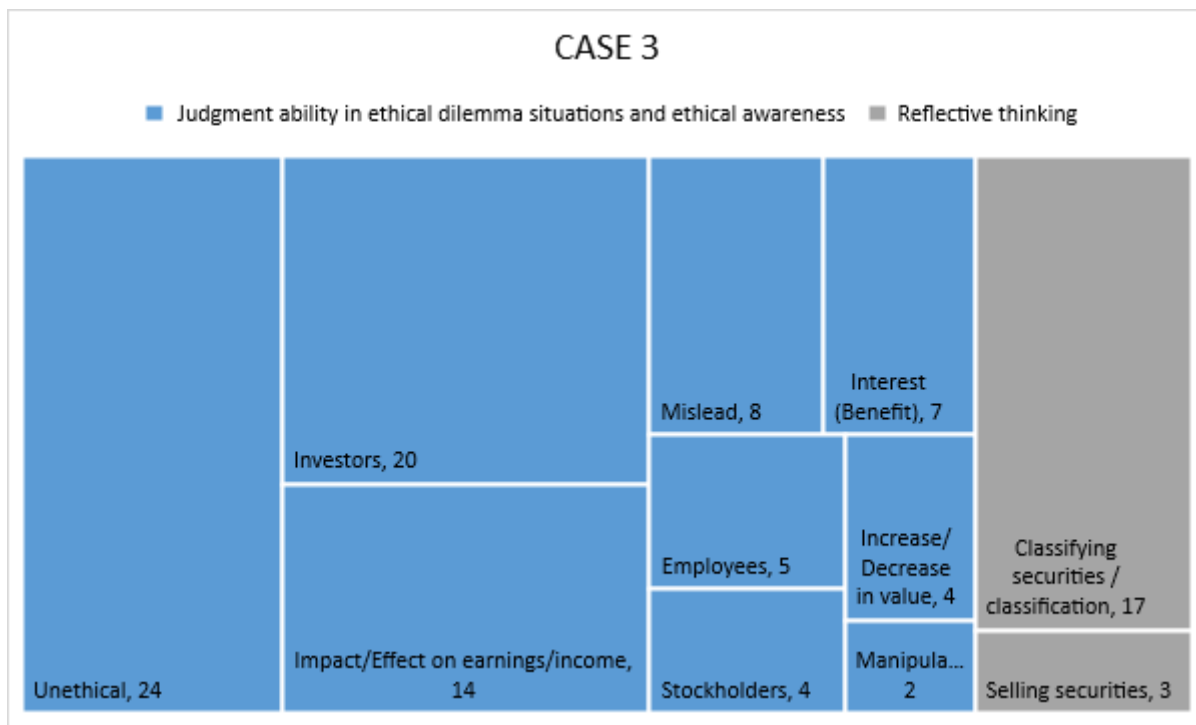 CASE 3
Judgment ability in ethical dilemma situations and ethical awareness
Reflective thinking
Unethical, 24
Investors, 20
Impact/Effect on earnings/income,
14
Mislead, 8
Interest
(Benefit), 7
Employees, 5
Stockholders, 4
Increase/
Decrease
in value, 4
Manipula...
2
Classifying
securities /
classification, 17
Selling securities, 3